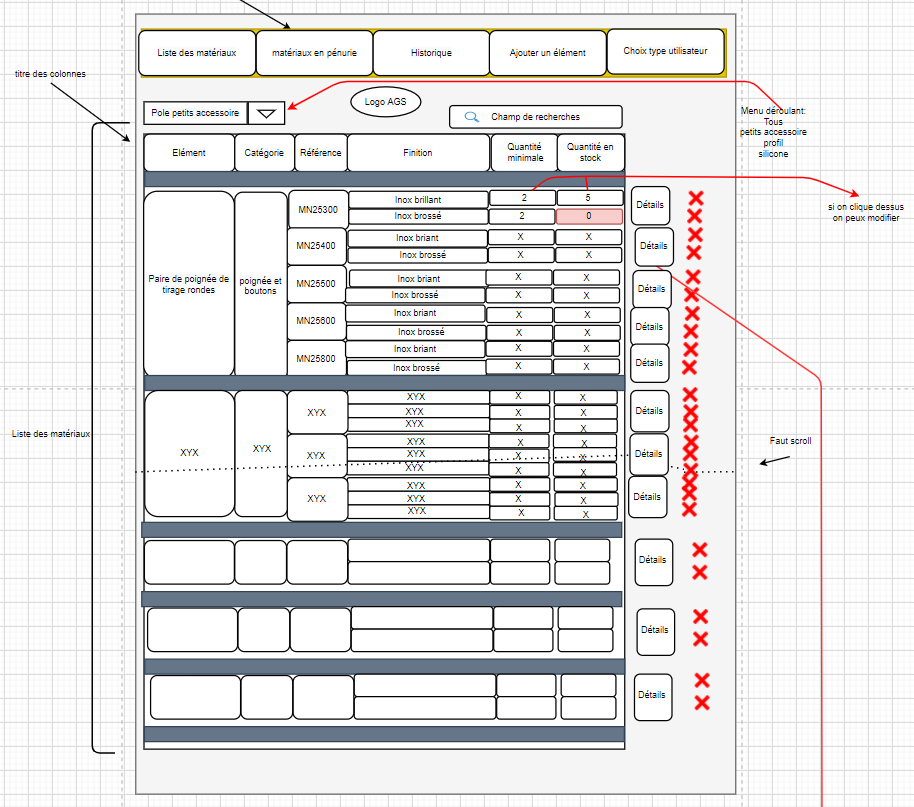 Liste des matériaux
matériaux en pénurie
Historique
Ajouter un élément
Choix type utilisateur
titre des colonnes
Pole petits accessoire
Logo AGS
Champ de recherches
Menu déroulant:
Tous
petits accessoire
profil
silicone
Elément
Catégorie
Référence
Finition
Quantité
minimale
Quantité en
stock
si on clique dessus
on peux modifier
Paire de poignée de
tirage rondes
poignée et
boutons
MN25300
Inox brillant
2
5
Détails
Inox brossé
2
0
MN25400
Inox briant
X
X
Détails
Inox brossé
X
X
MN25500
Inox briant
X
X
Détails
Inox brossé
X
X
MN25600
Inox briant
X
X
Détails
Inox brossé
X
X
MN25800
Inox briant
X
X
Détails
Inox brossé
X
X
Liste des matériaux
Faut scroll
XYX
XYX
XYX
XYX
X
X
Détails
XYX
X
X
XYX
X
X
XYX
XYX
X
X
Détails
XYX
X
X
XYX
X
X
XYX
XYX
X
X
Détails
XYX
X
X
XYX
X
X
Détails
Détails
Détails